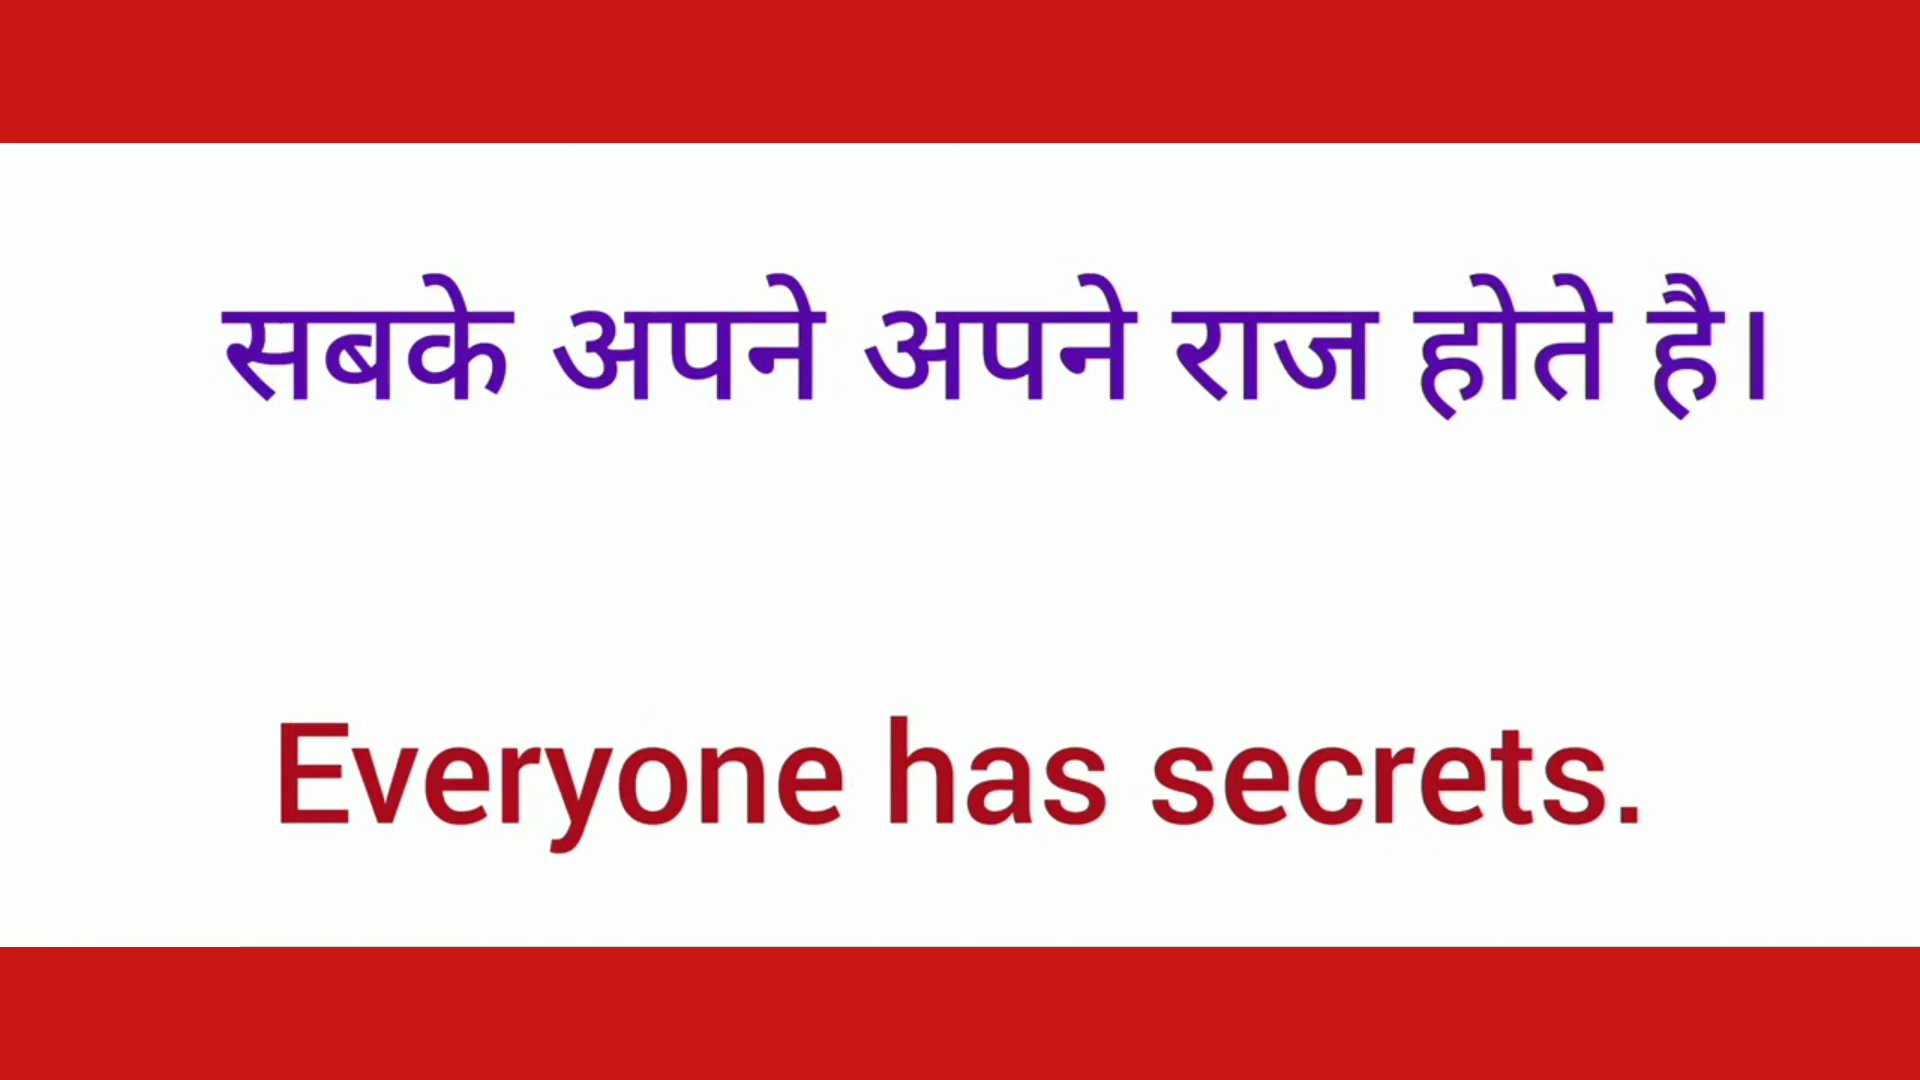 सबके अपने अपने राज होते है।
Everyone has secrets.